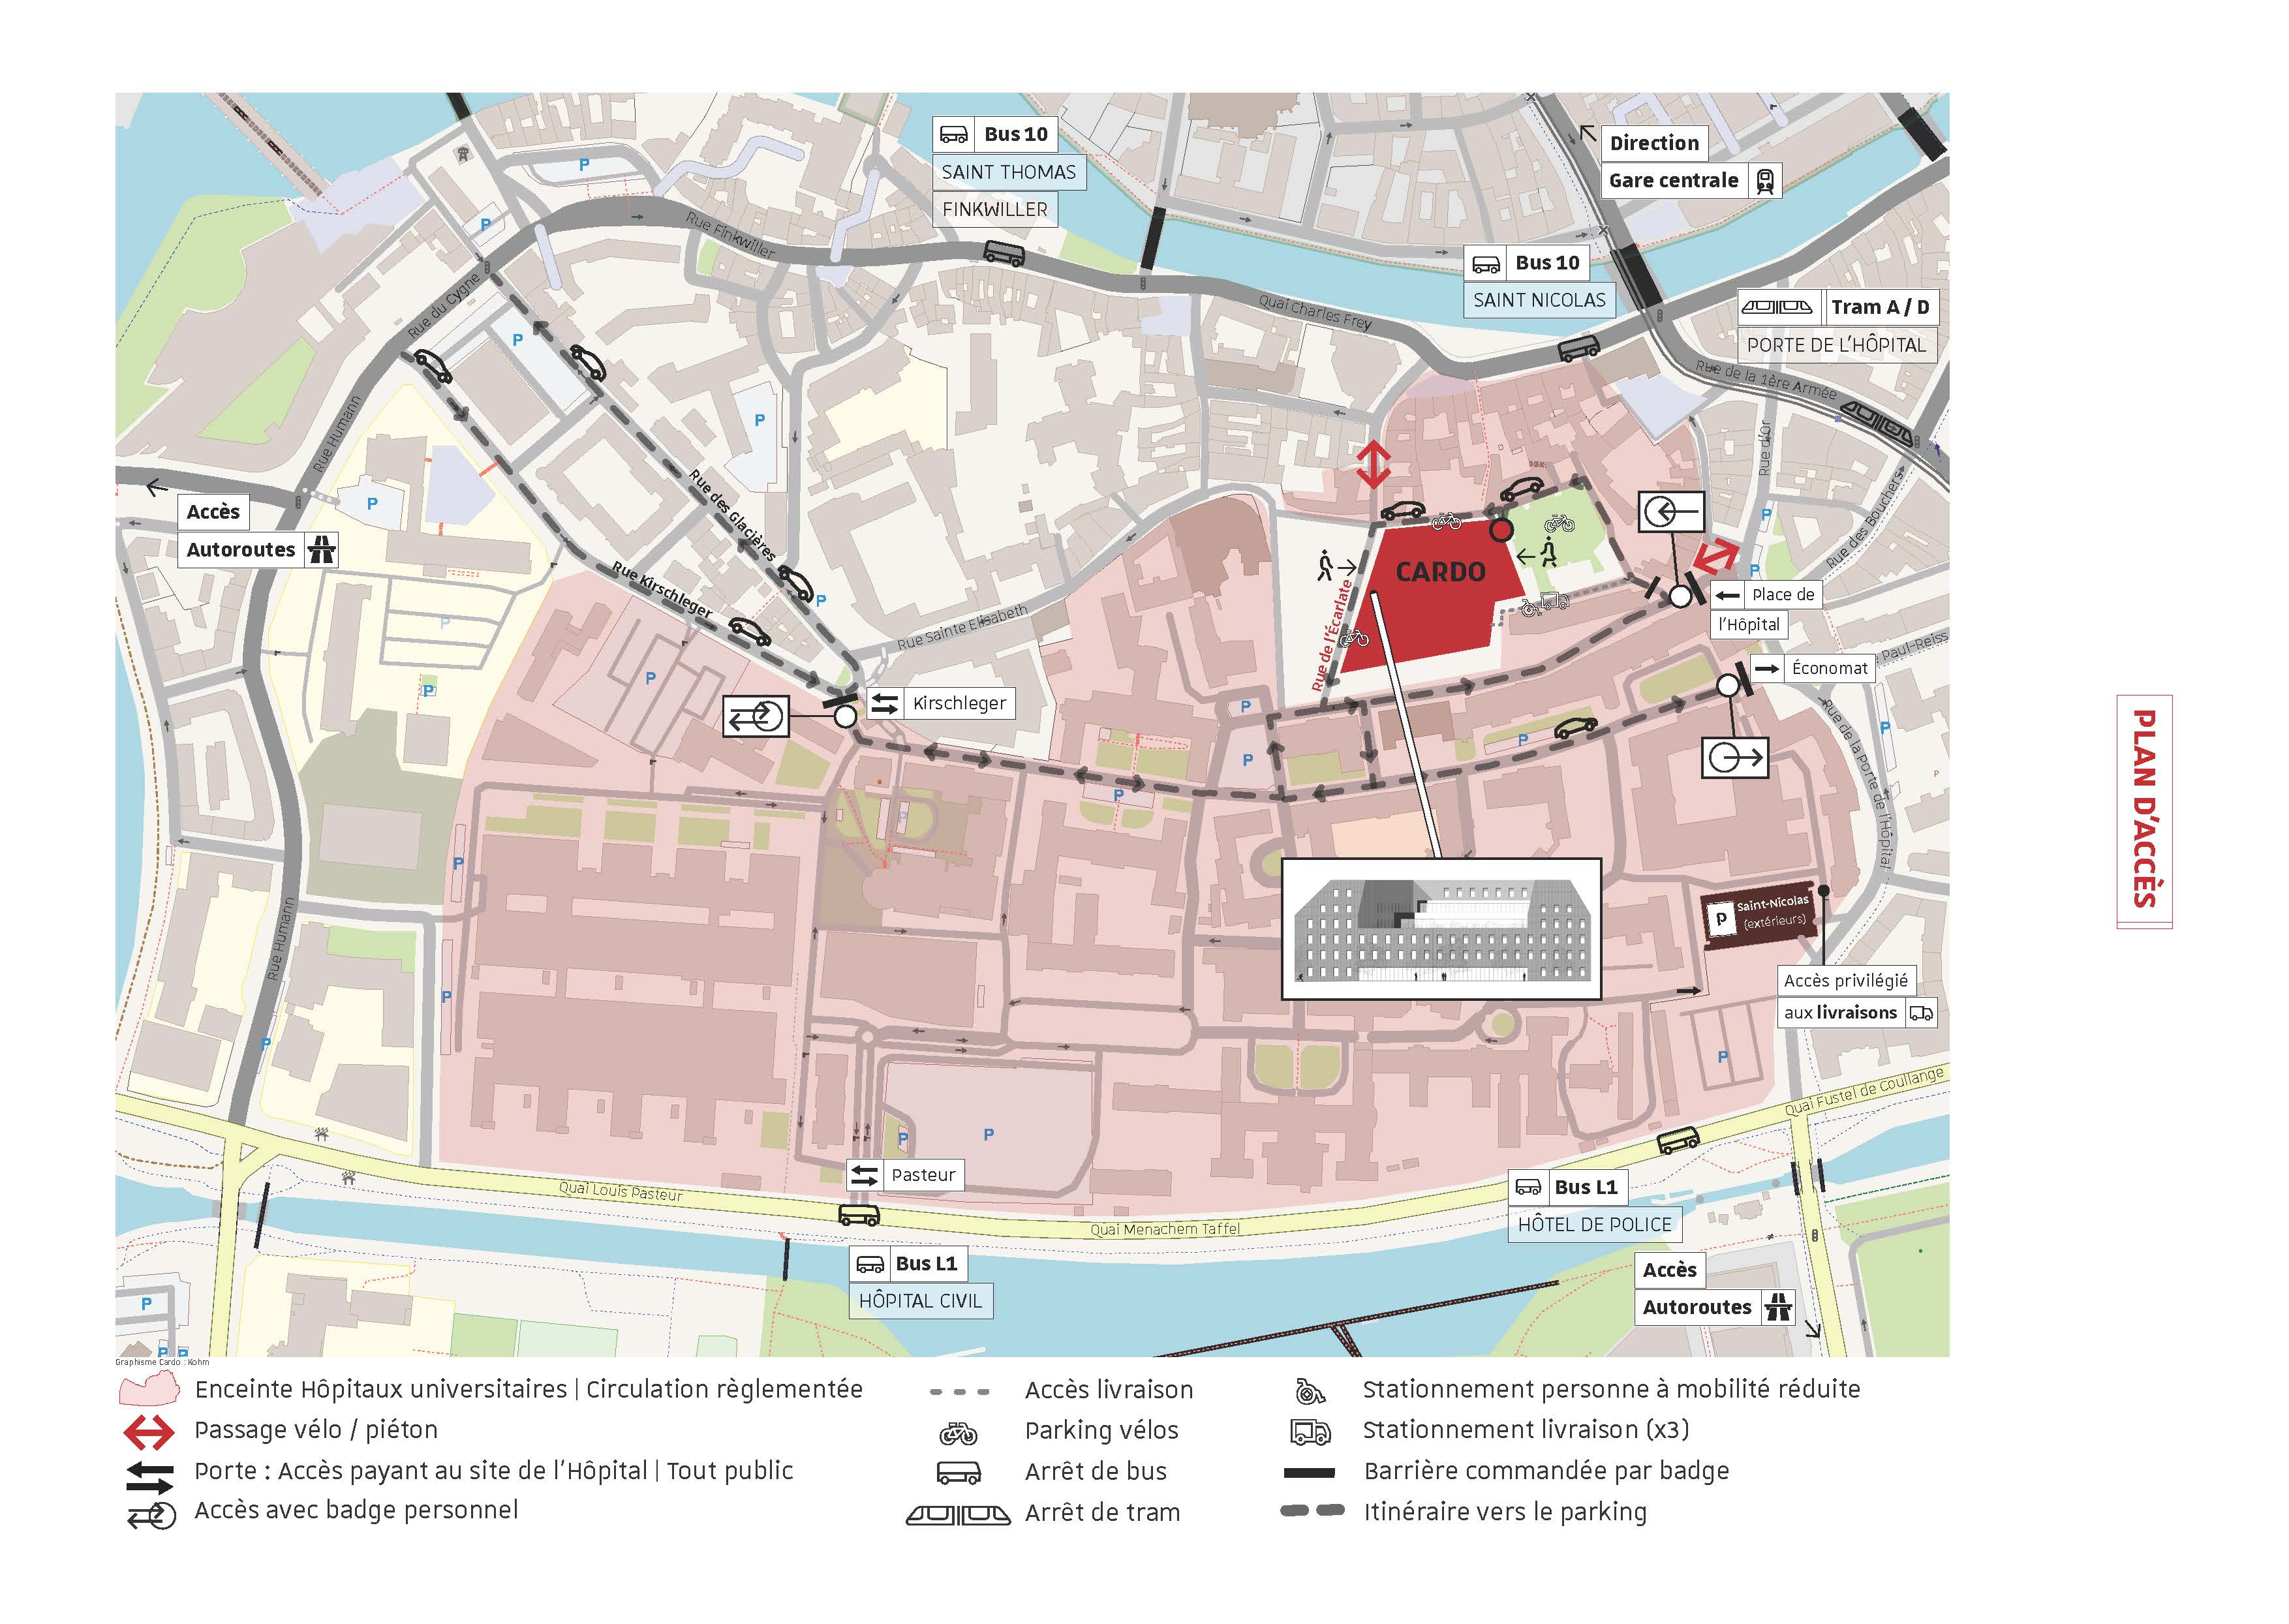 Bus 10
SAINT THOMAS
FINKWILLER
Direction
Gare centrale
Bus 10
SAINT NICOLAS
Tram A / D
PORTE DE L'HÔPITAL
Rue Finkwiller
Rue du Cygne
Quai Charles Frey
Rue de la 1ère Armée
Rue Humann
Rue d'Or
Rue des Bouchers
Accès
Autoroutes
Rue des Glacières
Rue Kirschleger
Rue Sainte Elisabeth
CARDO
Rue de l'Écarlate
Place de
l'Hôpital
Économat
Paul-Reiss
Kirschleger
Rue de la Porte de l'Hôpital
P
Saint-Nicolas
(extérieurs)
Rue Humann
Accès privilégié
aux livraisons
Quai Fustel de Coullange
Pasteur
Quai Louis Pasteur
Quai Menachem Taffel
Bus L1
HÔTEL DE POLICE
Bus L1
HÔPITAL CIVIL
Accès
Autoroutes
PLAN D'ACCÈS
Graphisme Cardo : Kohm
Enceinte Hôpitaux universitaires | Circulation règlementée
Passage vélo / piéton
Porte : Accès payant au site de l'Hôpital | Tout public
Accès avec badge personnel
Accès livraison
Parking vélos
Arrêt de bus
Arrêt de tram
Stationnement personne à mobilité réduite
Stationnement livraison (x3)
Barrière commandée par badge
Itinéraire vers le parking